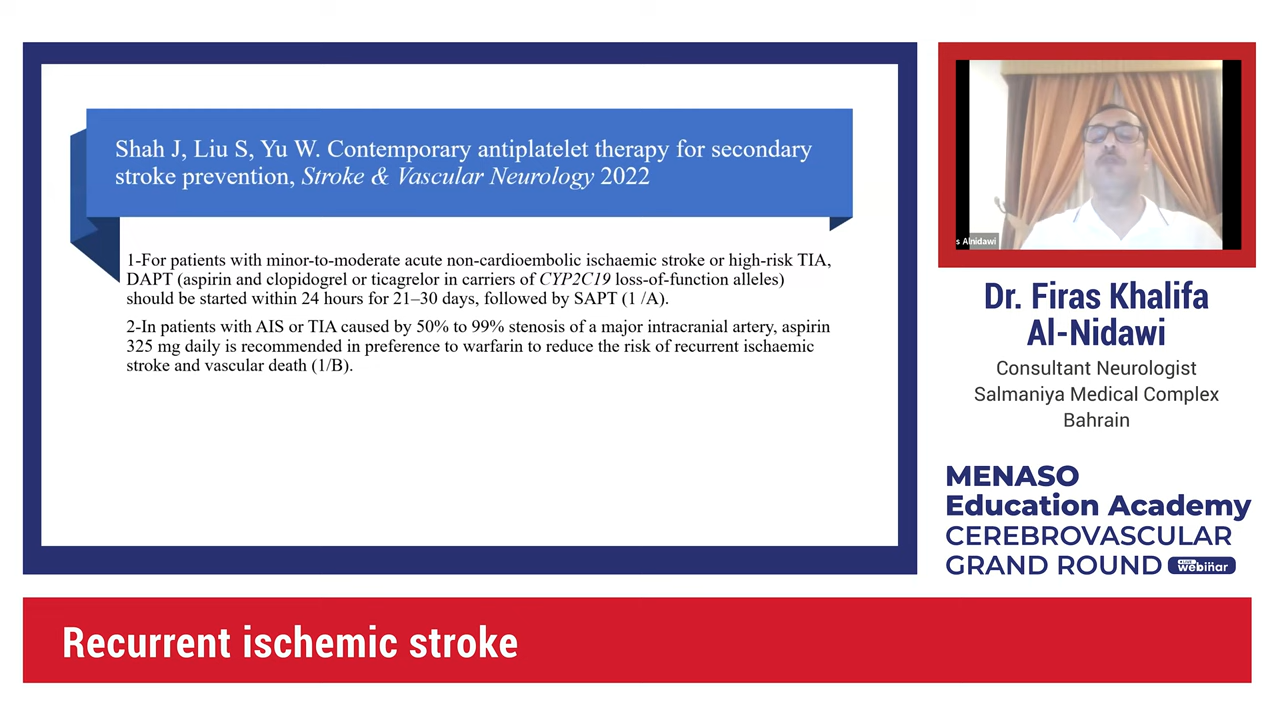 Shah J, Liu S, Yu W. Contemporary antiplatelet therapy for secondary
stroke prevention, Stroke & Vascular Neurology 2022
1-For patients with minor-to-moderate acute non-cardioembolic ischaemic stroke or high-risk TIA,
DAPT (aspirin and clopidogrel or ticagrelor in carriers of CYP2C19 loss-of-function alleles)
should be started within 24 hours for 21–30 days, followed by SAPT (1 /A).
2-In patients with AIS or TIA caused by 50% to 99% stenosis of a major intracranial artery, aspirin
325 mg daily is recommended in preference to warfarin to reduce the risk of recurrent ischaemic
stroke and vascular death (1/B).
s Alnidawi
Dr. Firas Khalifa
Al-Nidawi
Consultant Neurologist
Salmaniya Medical Complex
Bahrain
MENASO
Education Academy
CEREBROVASCULAR
GRAND ROUND webinar
Recurrent ischemic stroke